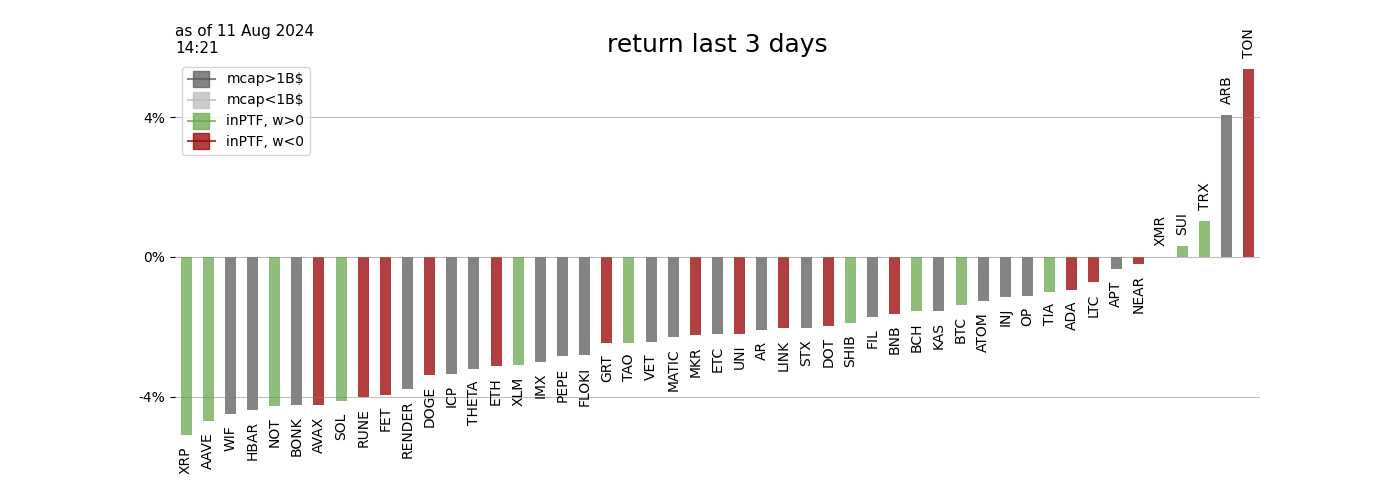 as of 11 Aug 2024
14:21
return last 3 days
mcap>1B$
mcap<1B$
inPTF, w>0
inPTF, w<0
4%
0%
-4%
XRP
AAVE
WIF
HBAR
NOT
BONK
AVAX
SOL
RUNE
FET
RENDER
DOGE
ICP
THETA
ETH
XLM
IMX
PEPE
FLOKI
GRT
TAO
VET
MATIC
MKR
ETC
UNI
AR
LINK
STX
DOT
SHIB
FIL
BNB
BCH
KAS
BTC
ATOM
INJ
OP
TIA
ADA
LTC
APT
NEAR
XMR
SUI
TRX
ARB
TON